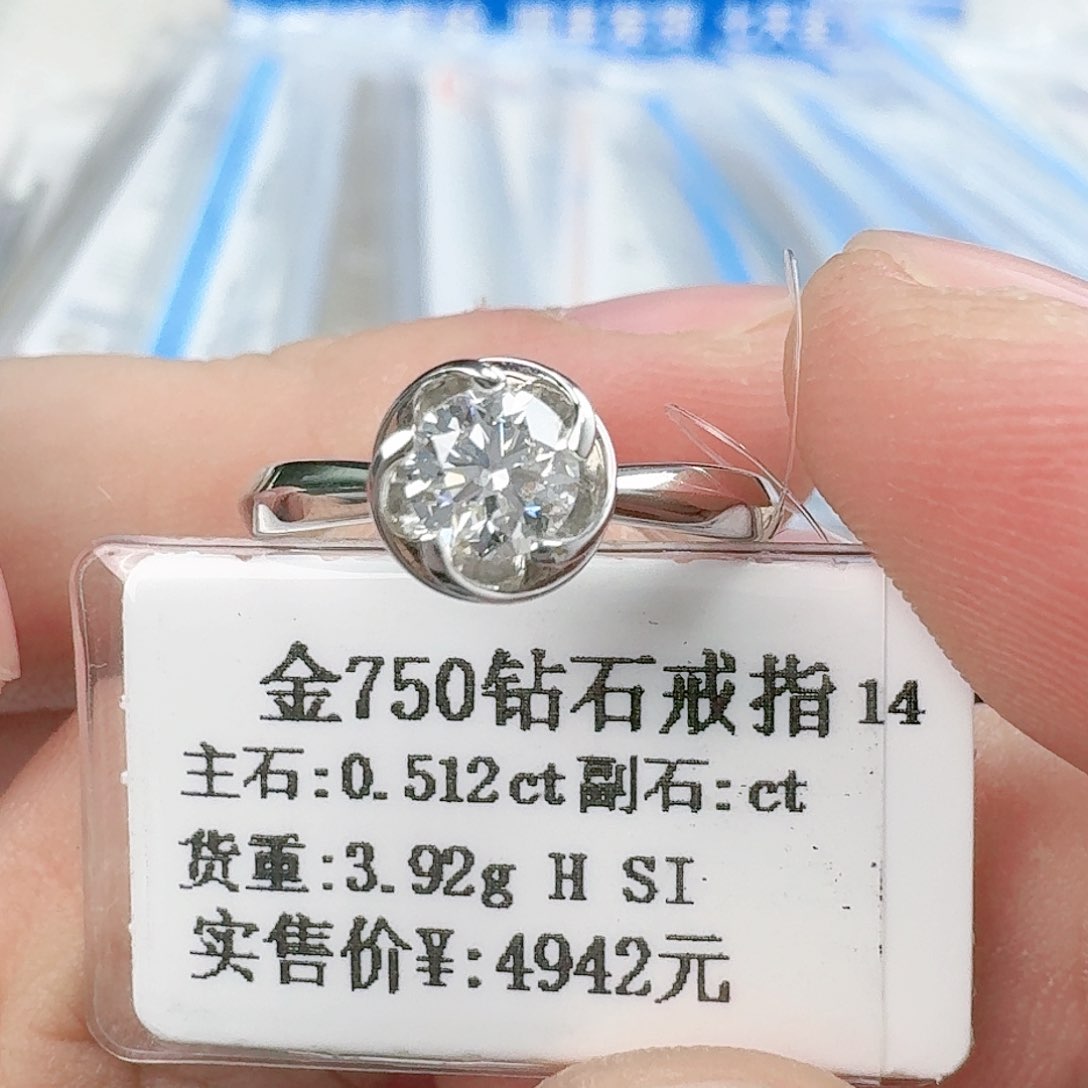 金750钻石戒指 14
主石:0.512ct副石:ct
货重:3.92g H SI
实售价¥:4942元